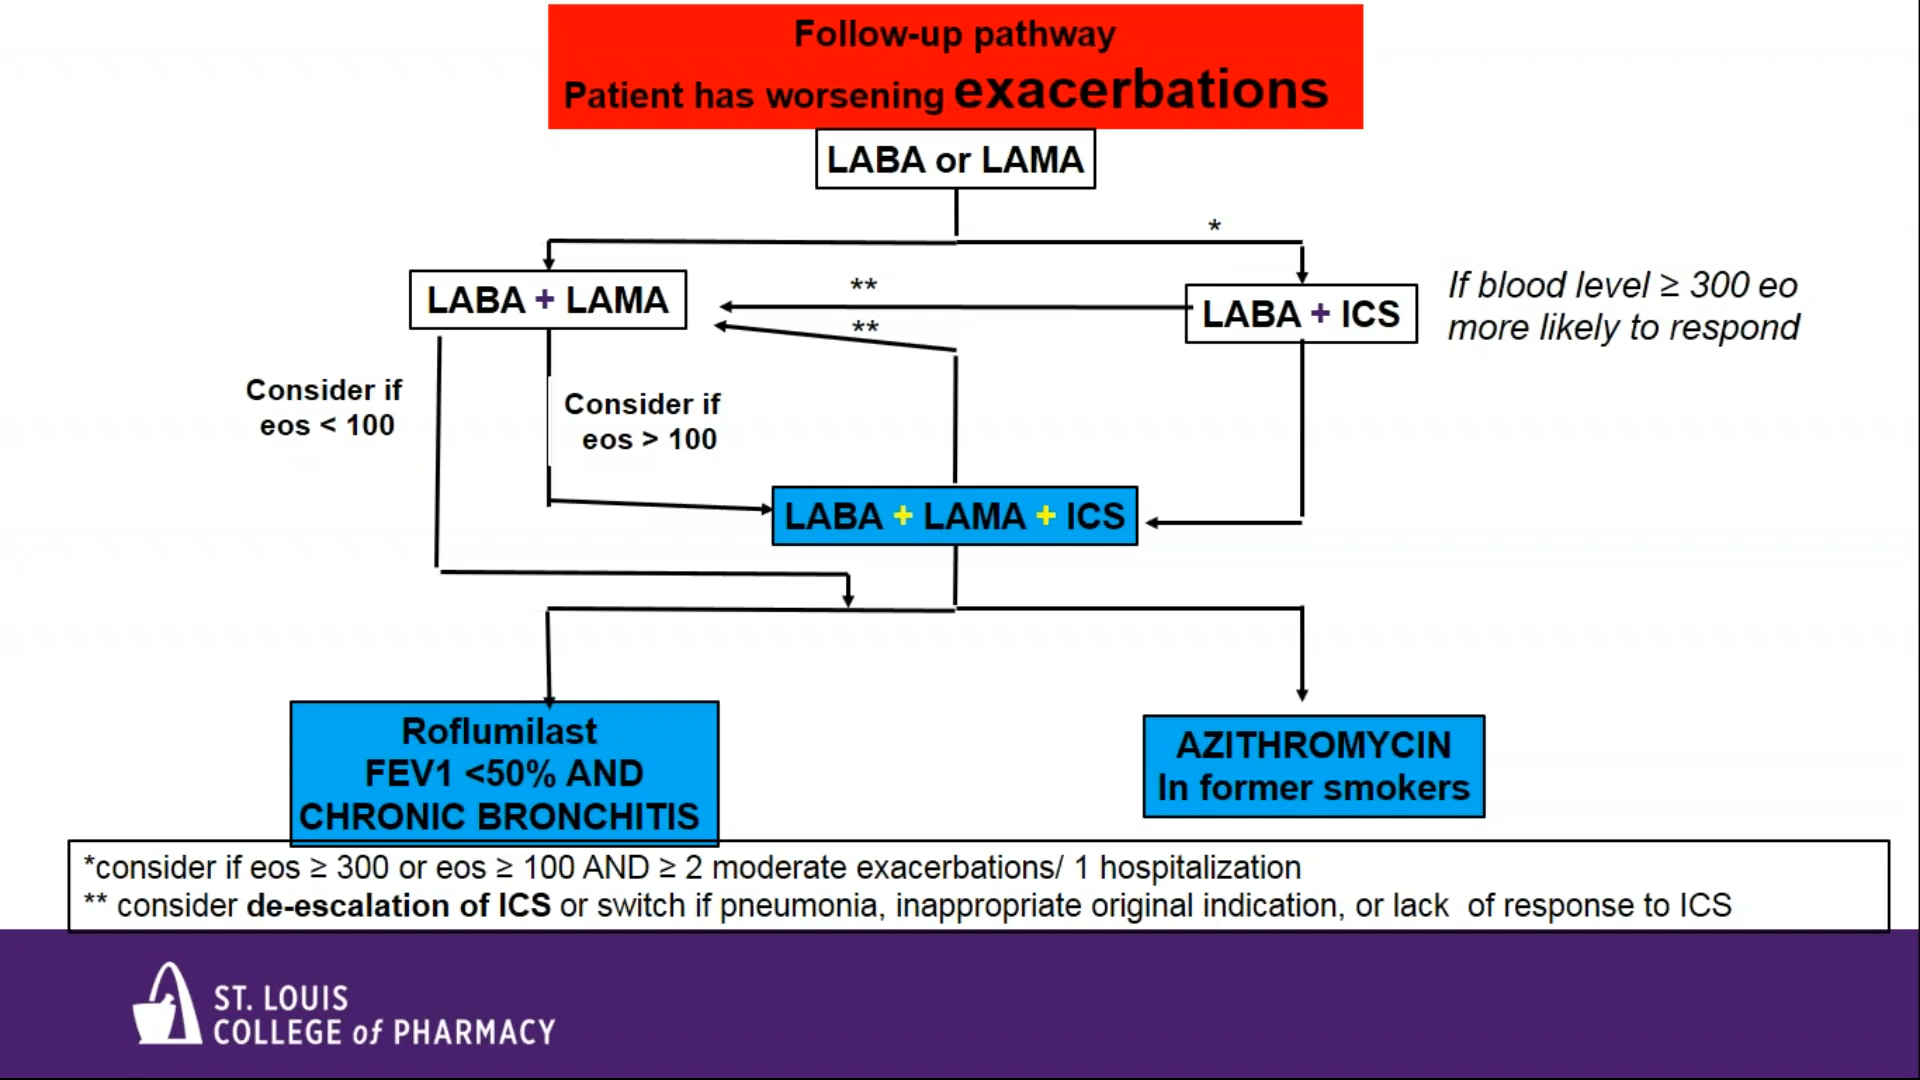 Follow-up pathway
Patient has worsening exacerbations
LABA or LAMA
*
**
**
LABA + LAMA
LABA + ICS
If blood level ≥ 300 eo
more likely to respond
Consider if
eos < 100
Consider if
eos > 100
LABA + LAMA + ICS
Roflumilast
FEV1 <50% AND
CHRONIC BRONCHITIS
AZITHROMYCIN
In former smokers
*consider if eos ≥ 300 or eos ≥ 100 AND ≥ 2 moderate exacerbations/ 1 hospitalization
** consider de-escalation of ICS or switch if pneumonia, inappropriate original indication, or lack of response to ICS
ST. LOUIS
COLLEGE of PHARMACY